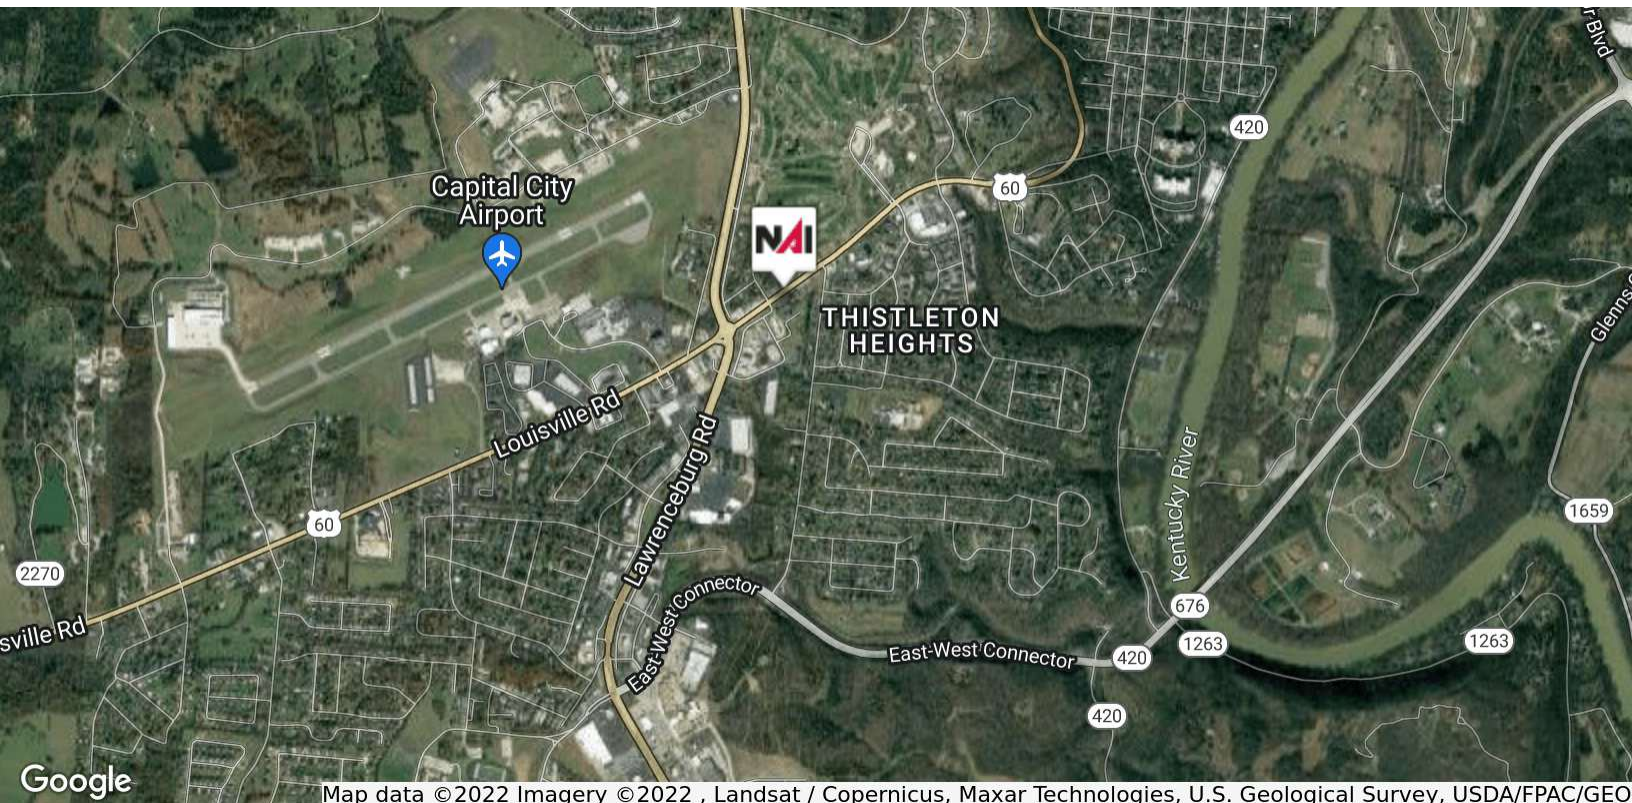 r Blvd
420
Capital City
Airport
60
NAI
THISTLETON
HEIGHTS
Glenns
Louisville Rd
Lawrenceburg Rd
Kentucky River
60
1659
2270
sville Rd
East-West Connector
East-West Connector
676
1263
420
1263
420
Google
Map data ©2022 Imagery ©2022 , Landsat / Copernicus, Maxar Technologies, U.S. Geological Survey, USDA/FPAC/GEO